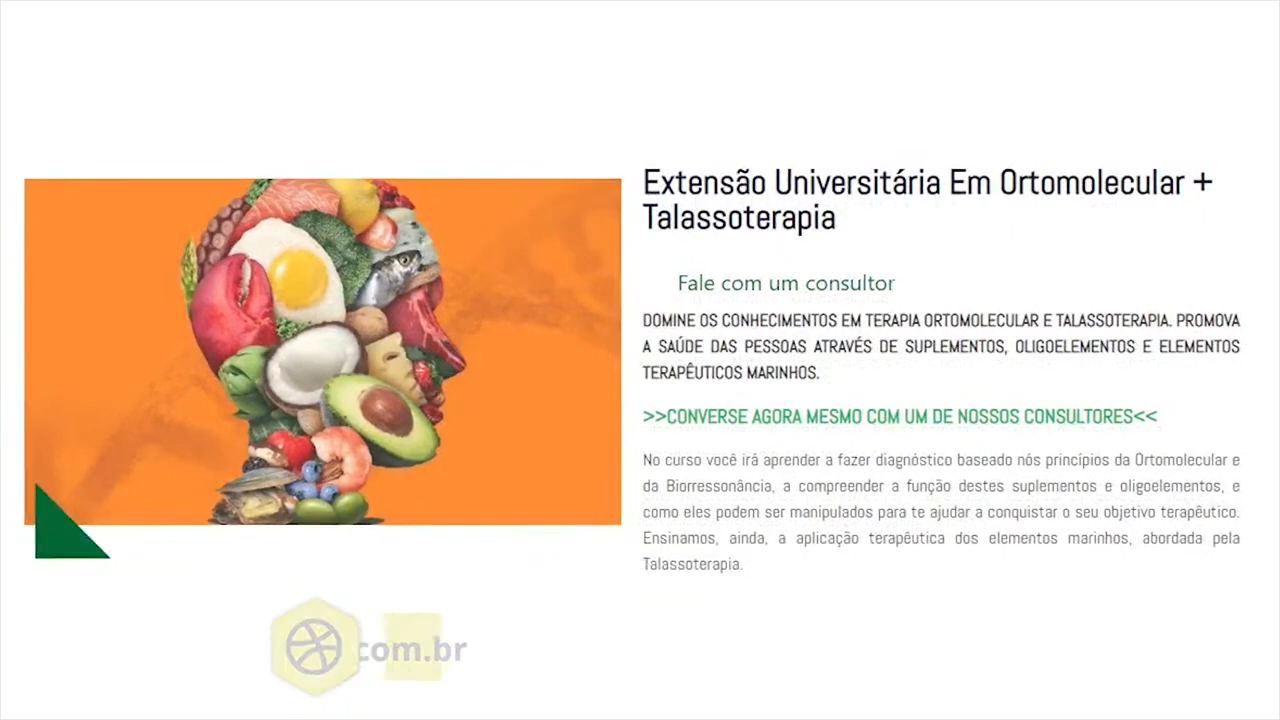 Extensão Universitária Em Ortomolecular +
Talassoterapia
Fale com um consultor
DOMINE OS CONHECIMENTOS EM TERAPIA ORTOMOLECULAR E TALASSOTERAPIA. PROMOVA
A SAÚDE DAS PESSOAS ATRAVÉS DE SUPLEMENTOS, OLIGOELEMENTOS E ELEMENTOS
TERAPÊUTICOS MARINHOS.
>>CONVERSE AGORA MESMO COM UM DE NOSSOS CONSULTORES<<
No curso você irá aprender a fazer diagnóstico baseado nós princípios da Ortomolecular e
da Biorressonância, a compreender a função destes suplementos e oligoelementos, e
como eles podem ser manipulados para te ajudar a conquistar o seu objetivo terapêutico.
Ensinamos, ainda, a aplicação terapêutica dos elementos marinhos, abordada pela
Talassoterapia.
com.br